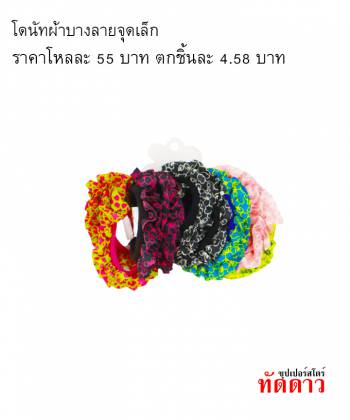 โดนัทผ้าบางลายจุดเล็ก
ราคาโหลละ 55 บาท ตกชิ้นละ 4.58 บาท
ซุปเปอร์สโตร์
ทัดดาว